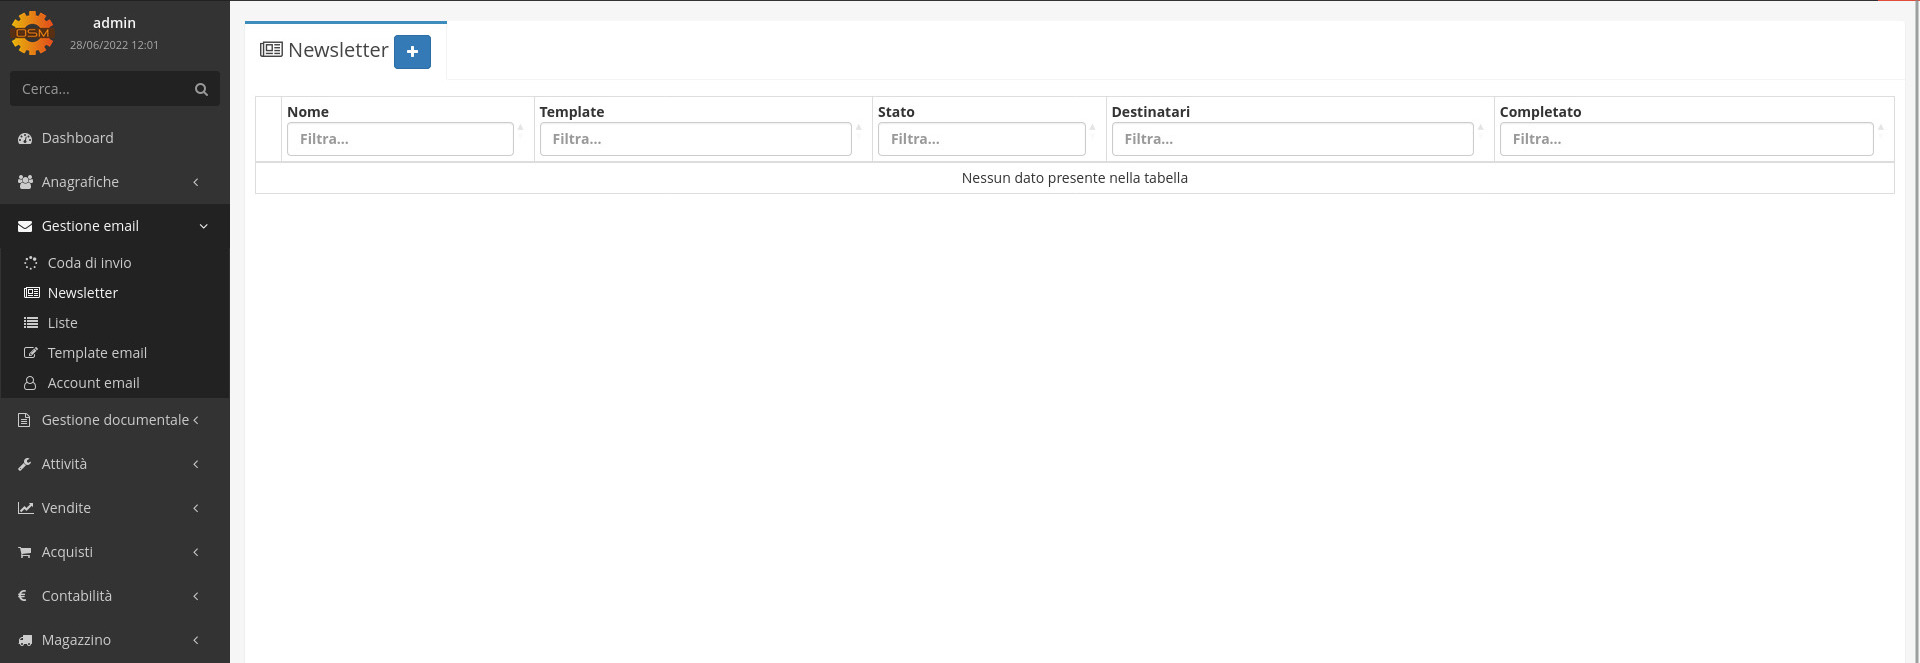 admin
28/06/2022 12:01
OSM
Cerca...
Dashboard
Anagrafiche
Gestione email
Coda di invio
Newsletter
Liste
Template email
Account email
Gestione documentale
Attività
Vendite
Acquisti
Contabilità
Magazzino
Newsletter +
Nome Template Stato Destinatari Completato
Filtra... Filtra... Filtra... Filtra... Filtra...
Nessun dato presente nella tabella